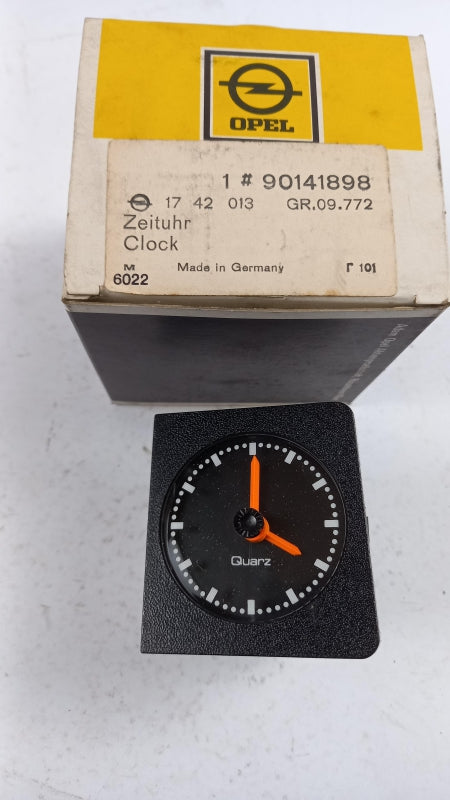 OPEL
1 # 90141898
17 42 013 GR.09.772
Zeituhr
Clock
M
6022
Made in Germany
Γ 101
Quarz